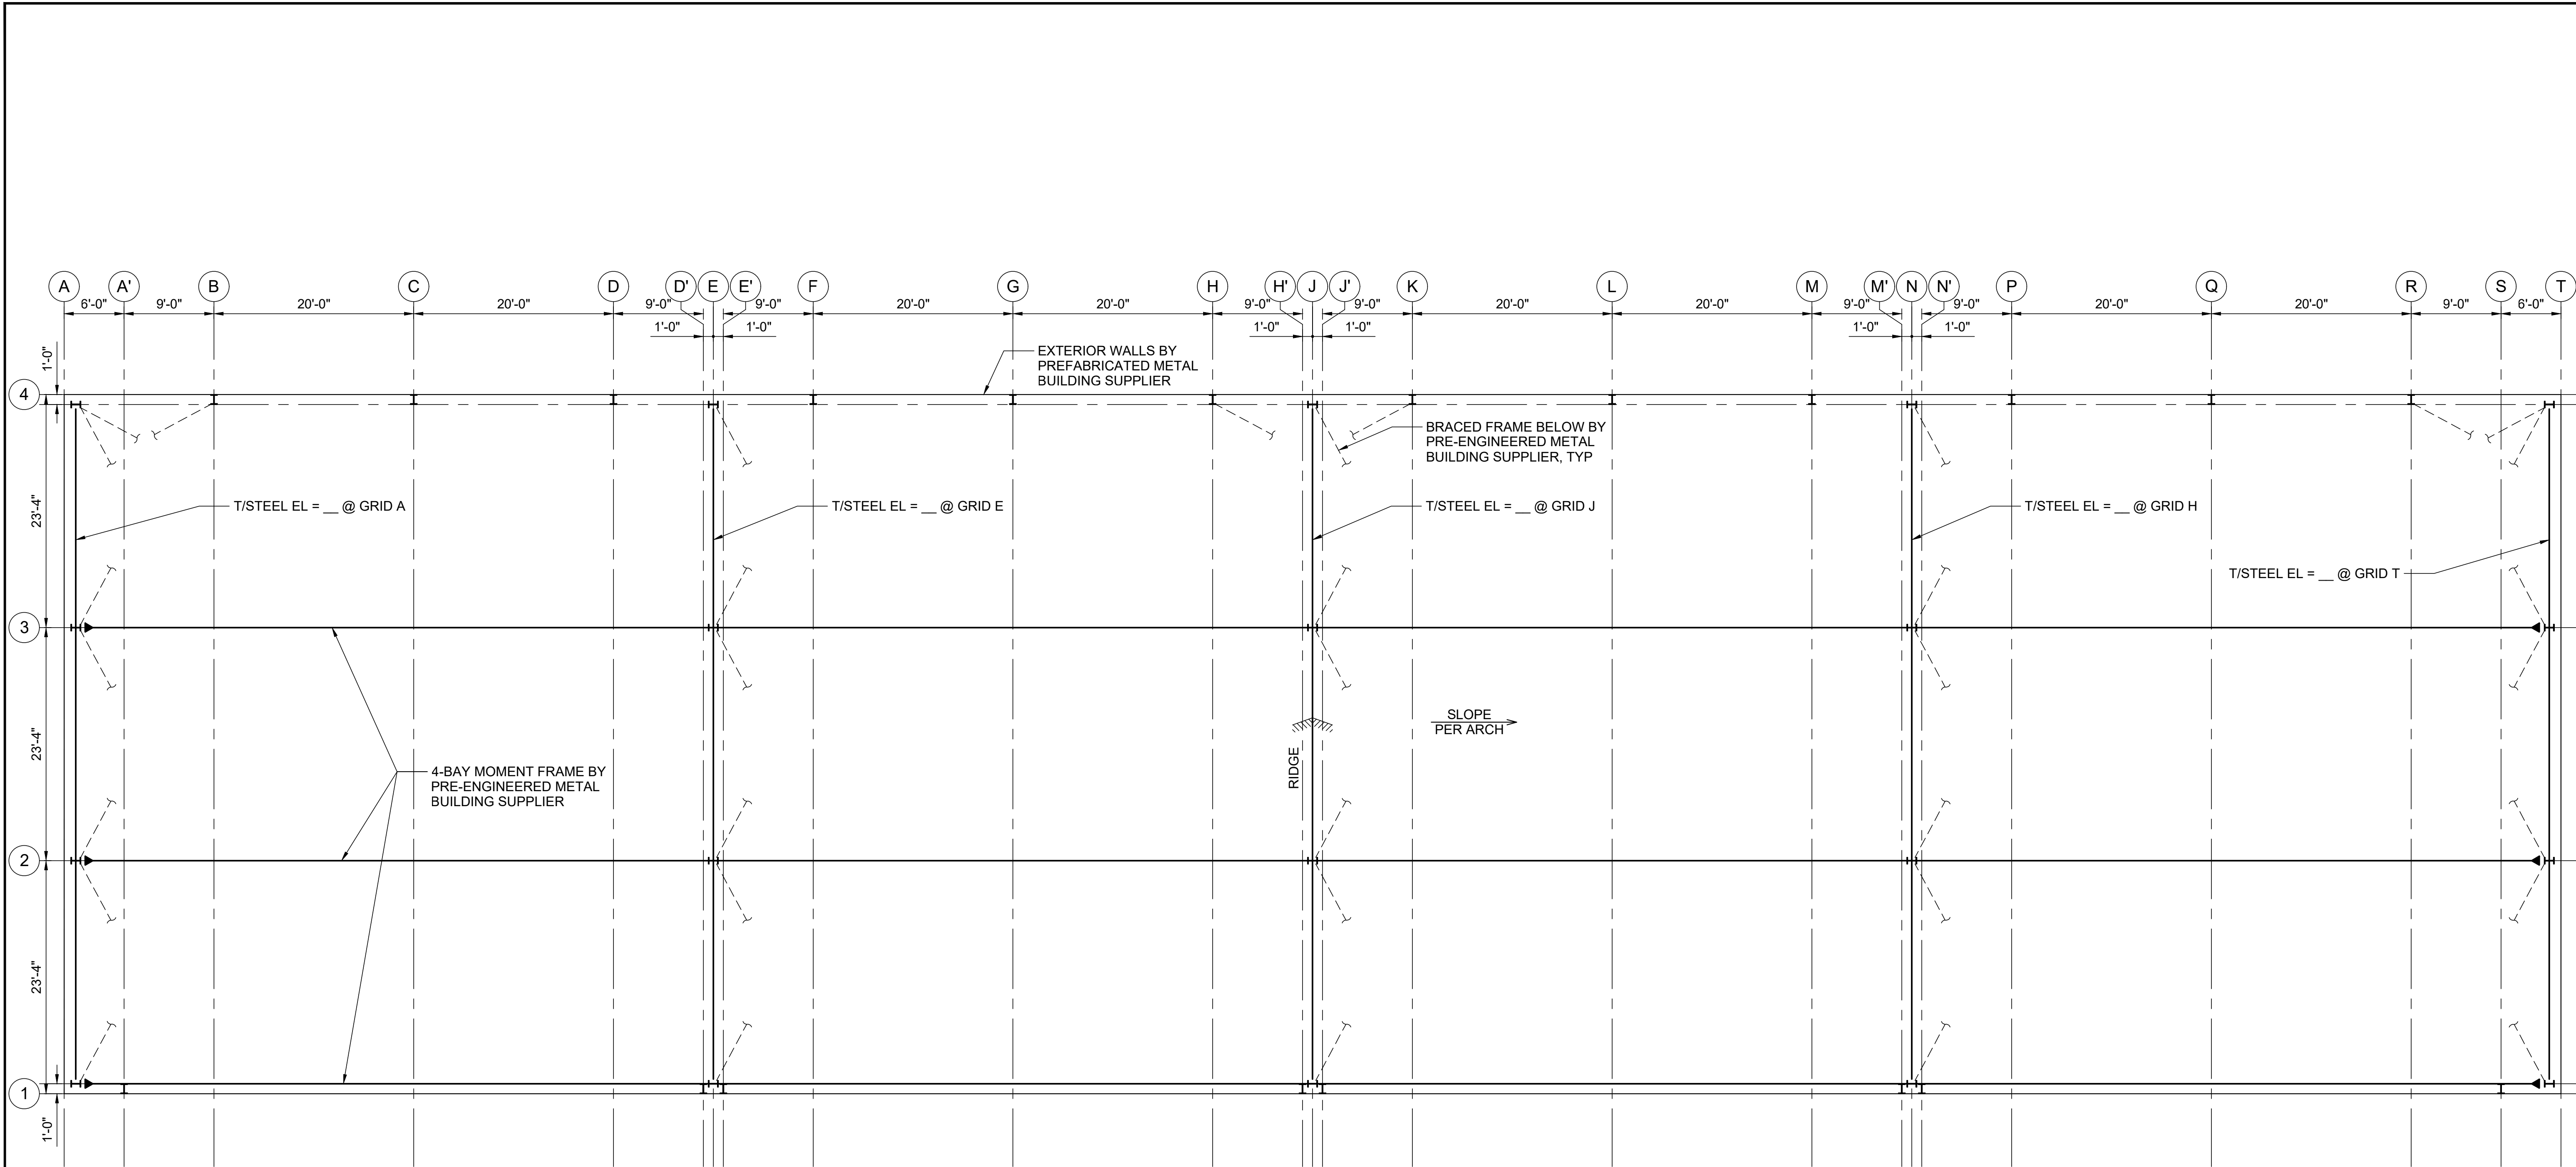 A A' B C D D' E E' F G H H' J J' K L M M' N N' P Q R S T
6'-0" 9'-0" 20'-0" 20'-0" 9'-0" 9'-0" 20'-0" 20'-0" 9'-0" 9'-0" 20'-0" 20'-0" 9'-0" 9'-0" 20'-0" 20'-0" 9'-0" 6'-0"
1'-0" 1'-0" 1'-0" 1'-0" 1'-0" 1'-0"
1'-0"
EXTERIOR WALLS BY
PREFABRICATED METAL
BUILDING SUPPLIER
4
BRACED FRAME BELOW BY
PRE-ENGINEERED METAL
BUILDING SUPPLIER, TYP
23'-4"
T/STEEL EL = __ @ GRID A
T/STEEL EL = __ @ GRID E
T/STEEL EL = __ @ GRID J
T/STEEL EL = __ @ GRID H
T/STEEL EL = __ @ GRID T
3
23'-4"
SLOPE
PER ARCH
RIDGE
4-BAY MOMENT FRAME BY
PRE-ENGINEERED METAL
BUILDING SUPPLIER
2
23'-4"
1
1'-0"